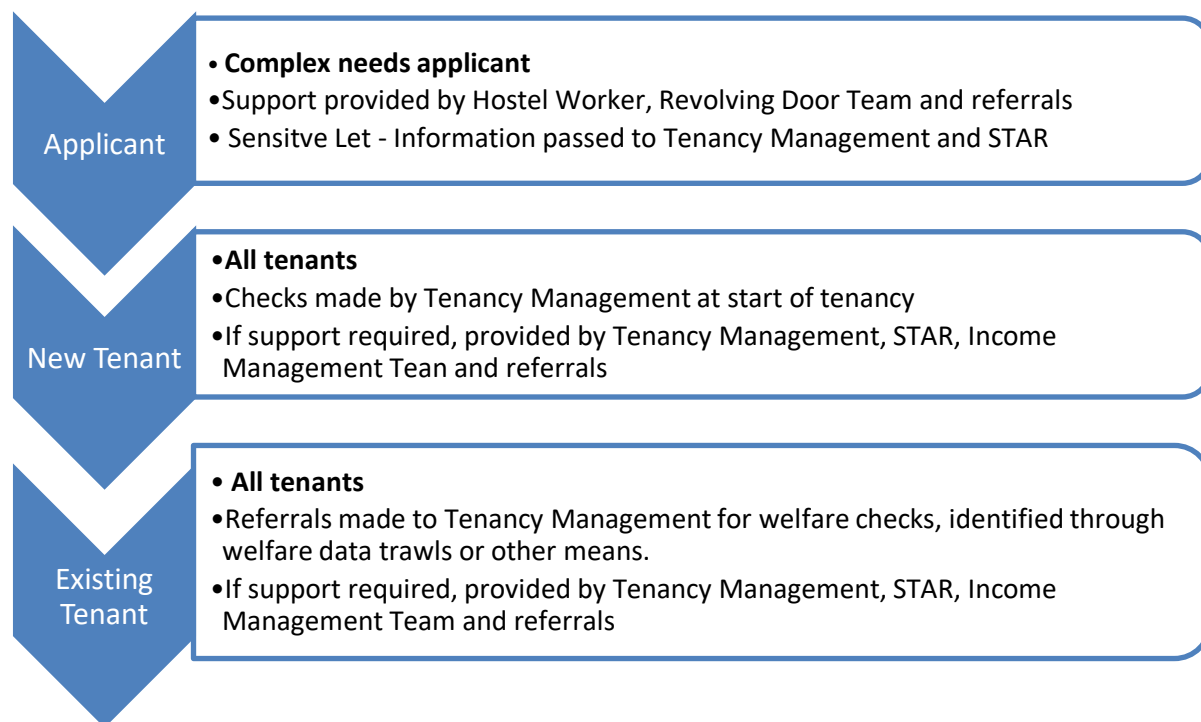 Applicant
• Complex needs applicant
•Support provided by Hostel Worker, Revolving Door Team and referrals
• Sensitve Let - Information passed to Tenancy Management and STAR
New Tenant
•All tenants
•Checks made by Tenancy Management at start of tenancy
•If support required, provided by Tenancy Management, STAR, Income
Management Tean and referrals
Existing
Tenant
• All tenants
•Referrals made to Tenancy Management for welfare checks, identified through
welfare data trawls or other means.
•If support required, provided by Tenancy Management, STAR, Income
Management Team and referrals